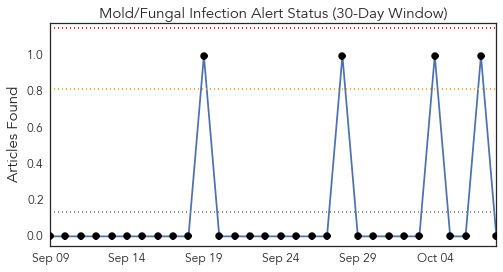 Mold/Fungal Infection Alert Status (30-Day Window)
Articles Found
1.0
0.8
0.6
0.4
0.2
0.0
Sep 09 Sep 14 Sep 19 Sep 24 Sep 29 Oct 04